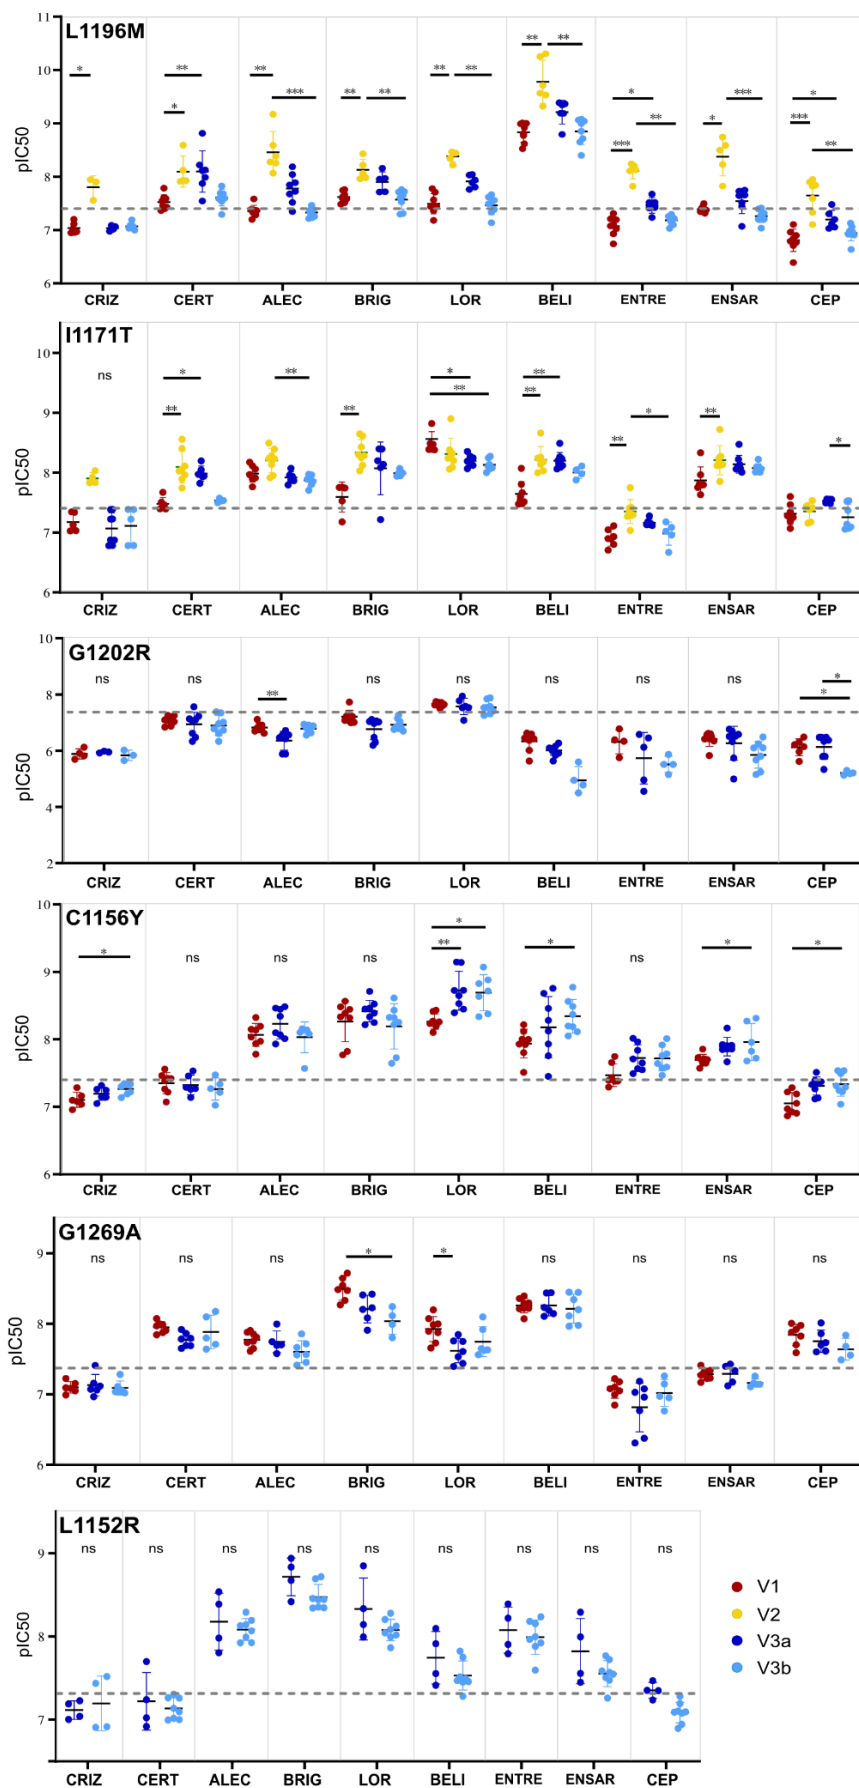 L1196M
pIC50
11
10
9
8
7
6
* ** * ** *** ** ** ** ** ** ** * *** ** * *** * *** **
CRIZ CERT ALEC BRIG LOR BELI ENTRE ENSAR CEP
I1171T
pIC50
10
9
8
7
6
ns * ** ** ** * ** ** ** * ** ** *
CRIZ CERT ALEC BRIG LOR BELI ENTRE ENSAR CEP
G1202R
pIC50
10
8
6
4
2
ns ns ** ns ns ns ns ns * *
CRIZ CERT ALEC BRIG LOR BELI ENTRE ENSAR CEP
C1156Y
pIC50
10
9
8
7
6
* ns ns ns * ** * ns * *
CRIZ CERT ALEC BRIG LOR BELI ENTRE ENSAR CEP
G1269A
pIC50
9
8
7
6
ns ns ns * * ns ns ns ns
CRIZ CERT ALEC BRIG LOR BELI ENTRE ENSAR CEP
L1152R
pIC50
9
8
7
ns ns ns ns ns ns ns ns ns
CRIZ CERT ALEC BRIG LOR BELI ENTRE ENSAR CEP
V1
V2
V3a
V3b